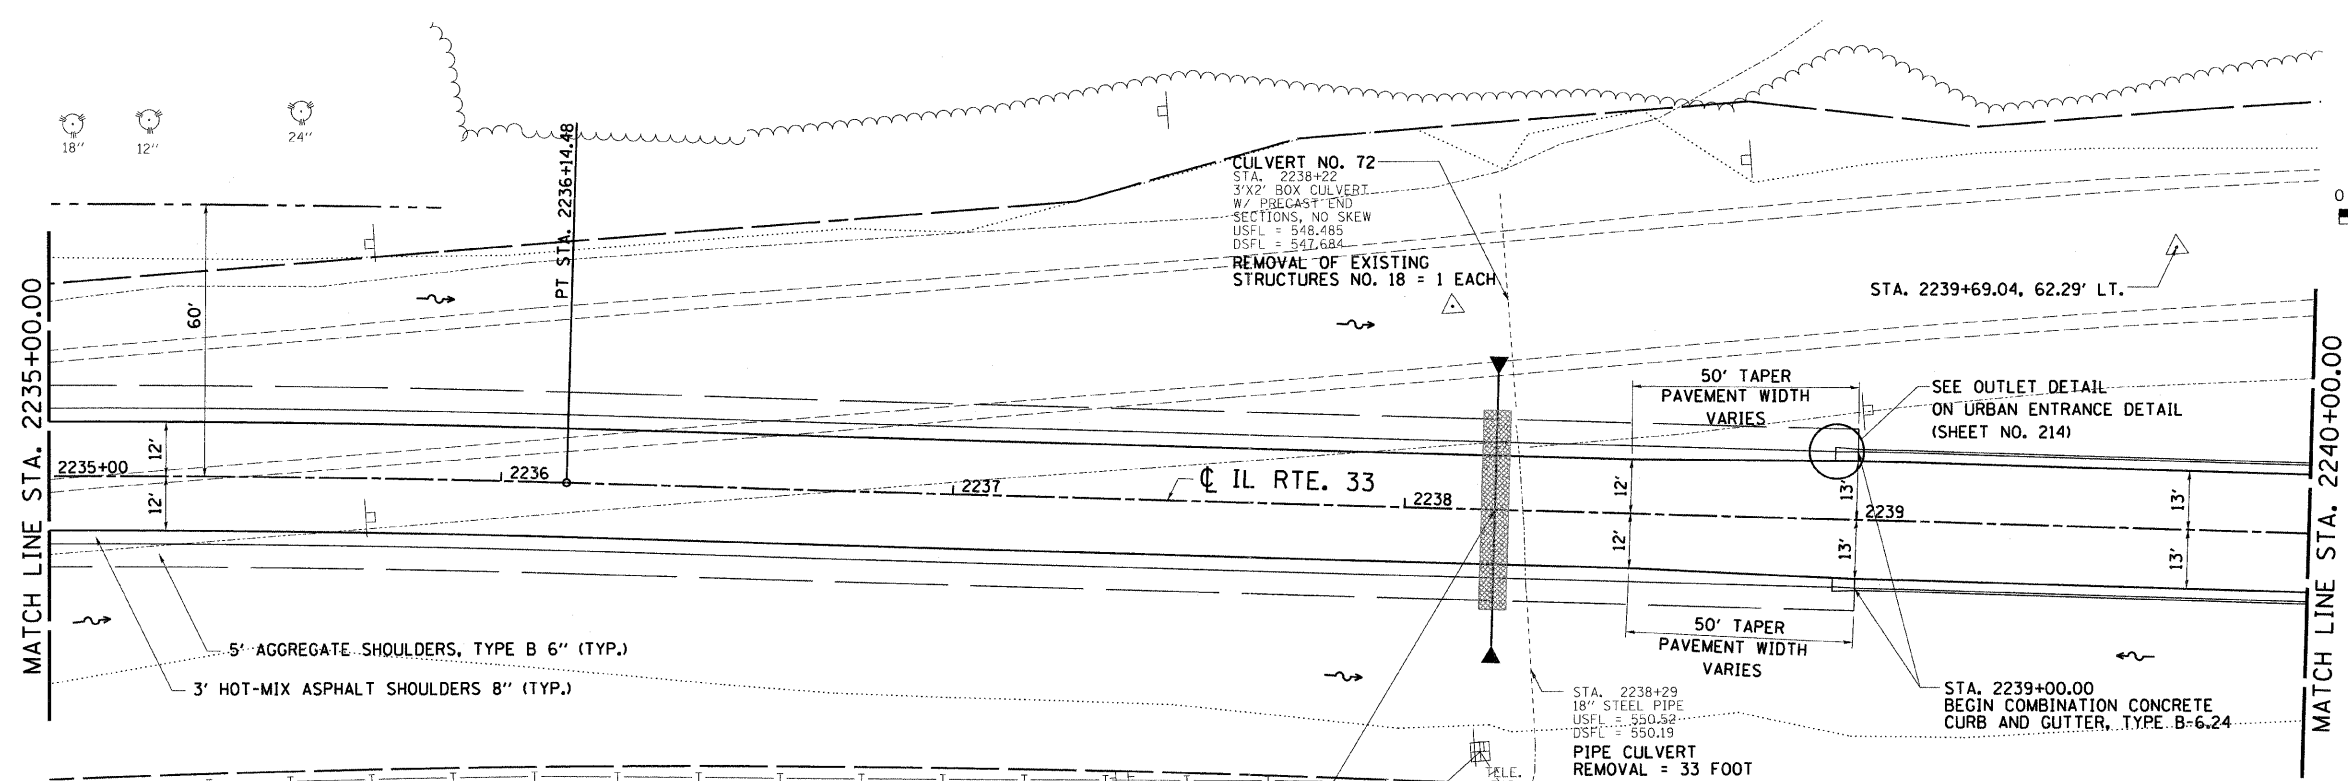 18"
12"
24"
PT STA. 2236+14.48
CULVERT NO. 72
STA. 2238+22
3'X2' BOX CULVERT
W/ PRECAST END
SECTIONS, NO SKEW
USFL = 548.485
DSFL = 547.684
REMOVAL OF EXISTING
STRUCTURES NO. 18 = 1 EACH
STA. 2239+69.04, 62.29' LT.
0
60'
MATCH LINE STA. 2235+00.00
MATCH LINE STA. 2240+00.00
50' TAPER
PAVEMENT WIDTH
VARIES
SEE OUTLET DETAIL
ON URBAN ENTRANCE DETAIL
(SHEET NO. 214)
12'
12'
2235+00
2236
2237
℄ IL RTE. 33
2238
2239
12'
12'
13'
13'
13'
13'
5' AGGREGATE SHOULDERS, TYPE B 6" (TYP.)
3' HOT-MIX ASPHALT SHOULDERS 8" (TYP.)
50' TAPER
PAVEMENT WIDTH
VARIES
STA. 2238+29
18" STEEL PIPE
USFL = 550.52
DSFL = 550.19
PIPE CULVERT
REMOVAL = 33 FOOT
STA. 2239+00.00
BEGIN COMBINATION CONCRETE
CURB AND GUTTER, TYPE B-6.24
TELE.
T T T T T T T T T T T T T